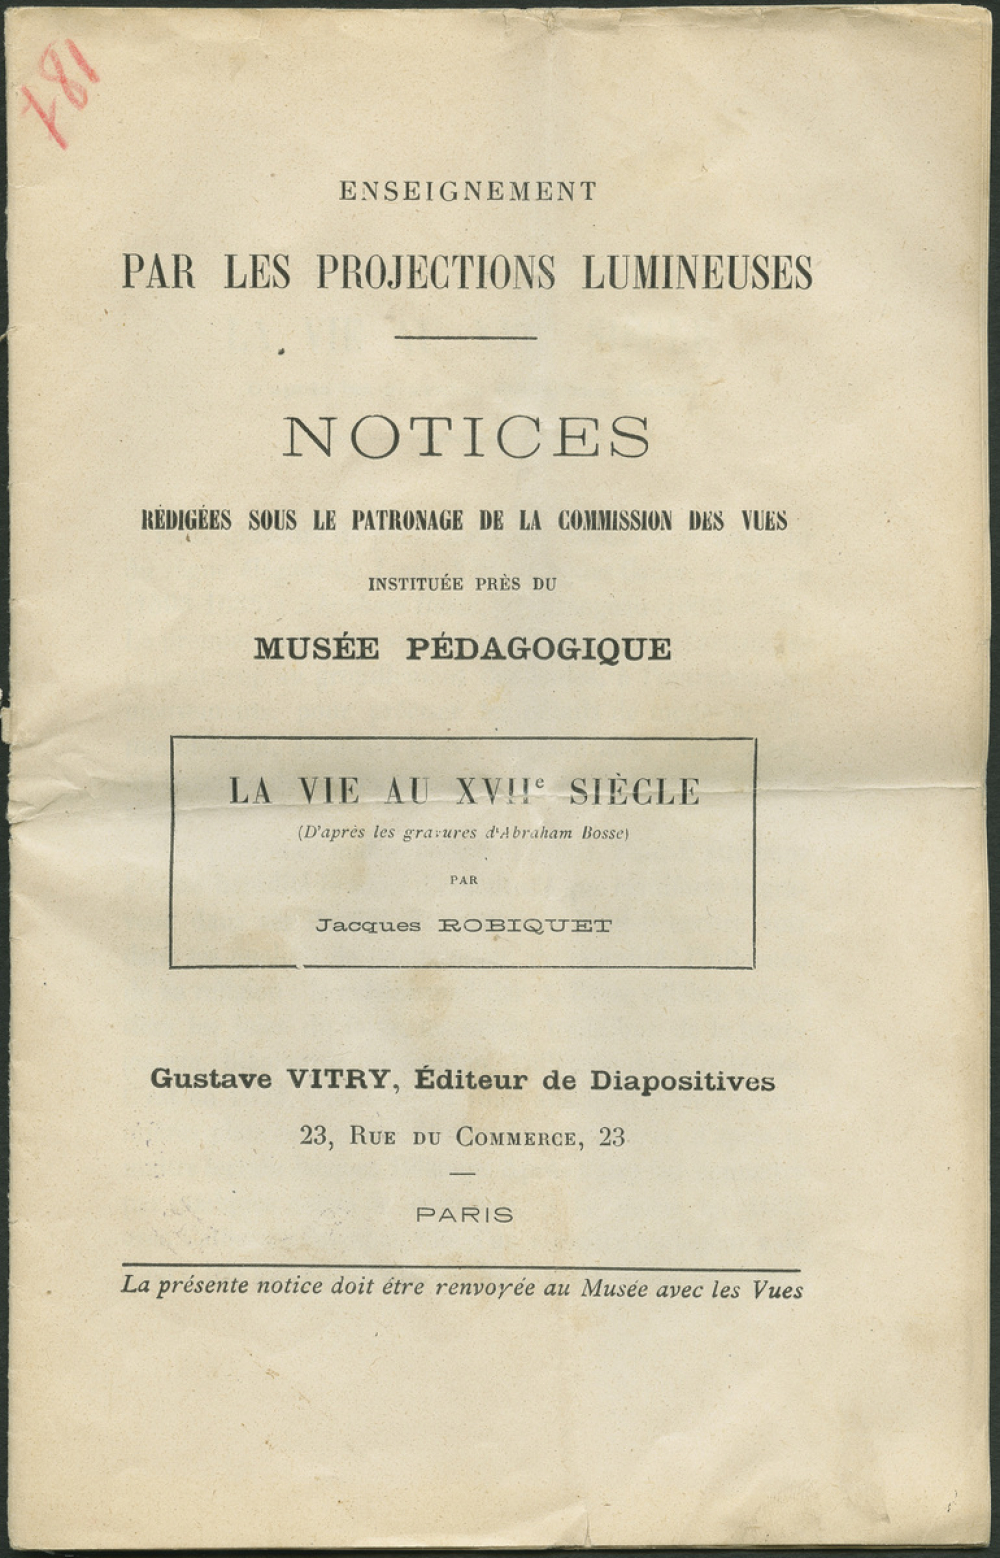 187
ENSEIGNEMENT
PAR LES PROJECTIONS LUMINEUSES
NOTICES
RÉDIGÉES SOUS LE PATRONAGE DE LA COMMISSION DES VUES
INSTITUÉE PRÈS DU
MUSÉE PÉDAGOGIQUE
LA VIE AU XVIIe SIÈCLE
(D'après les gravures d'Abraham Bosse)
PAR
Jacques ROBIQUET
Gustave VITRY, Éditeur de Diapositives
23, RUE DU COMMERCE, 23
PARIS
La présente notice doit étre renvoyée au Musée avec les Vues